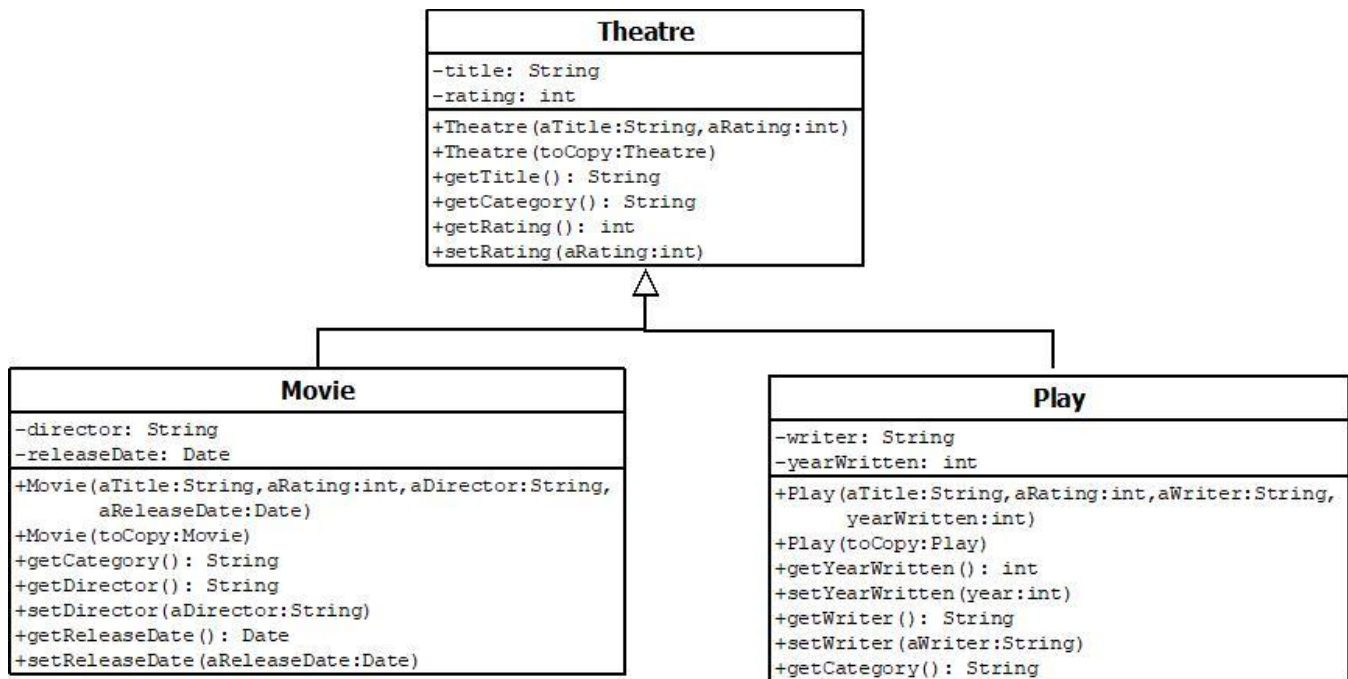 Theatre
-title: String
-rating: int
+Theatre(aTitle:String,aRating:int)
+Theatre(toCopy:Theatre)
+getTitle(): String
+getCategory(): String
+getRating(): int
+setRating(aRating:int)
Movie
-director: String
-releaseDate: Date
+Movie(aTitle:String,aRating:int,aDirector:String,
aReleaseDate:Date)
+Movie(toCopy:Movie)
+getCategory(): String
+getDirector(): String
+setDirector(aDirector:String)
+getReleaseDate(): Date
+setReleaseDate(aReleaseDate:Date)
Play
-writer: String
-yearWritten: int
+Play(aTitle:String,aRating:int,aWriter:String,
yearWritten:int)
+Play(toCopy:Play)
+getYearWritten(): int
+setYearWritten(year:int)
+getWriter(): String
+setWriter(aWriter:String)
+getCategory(): String